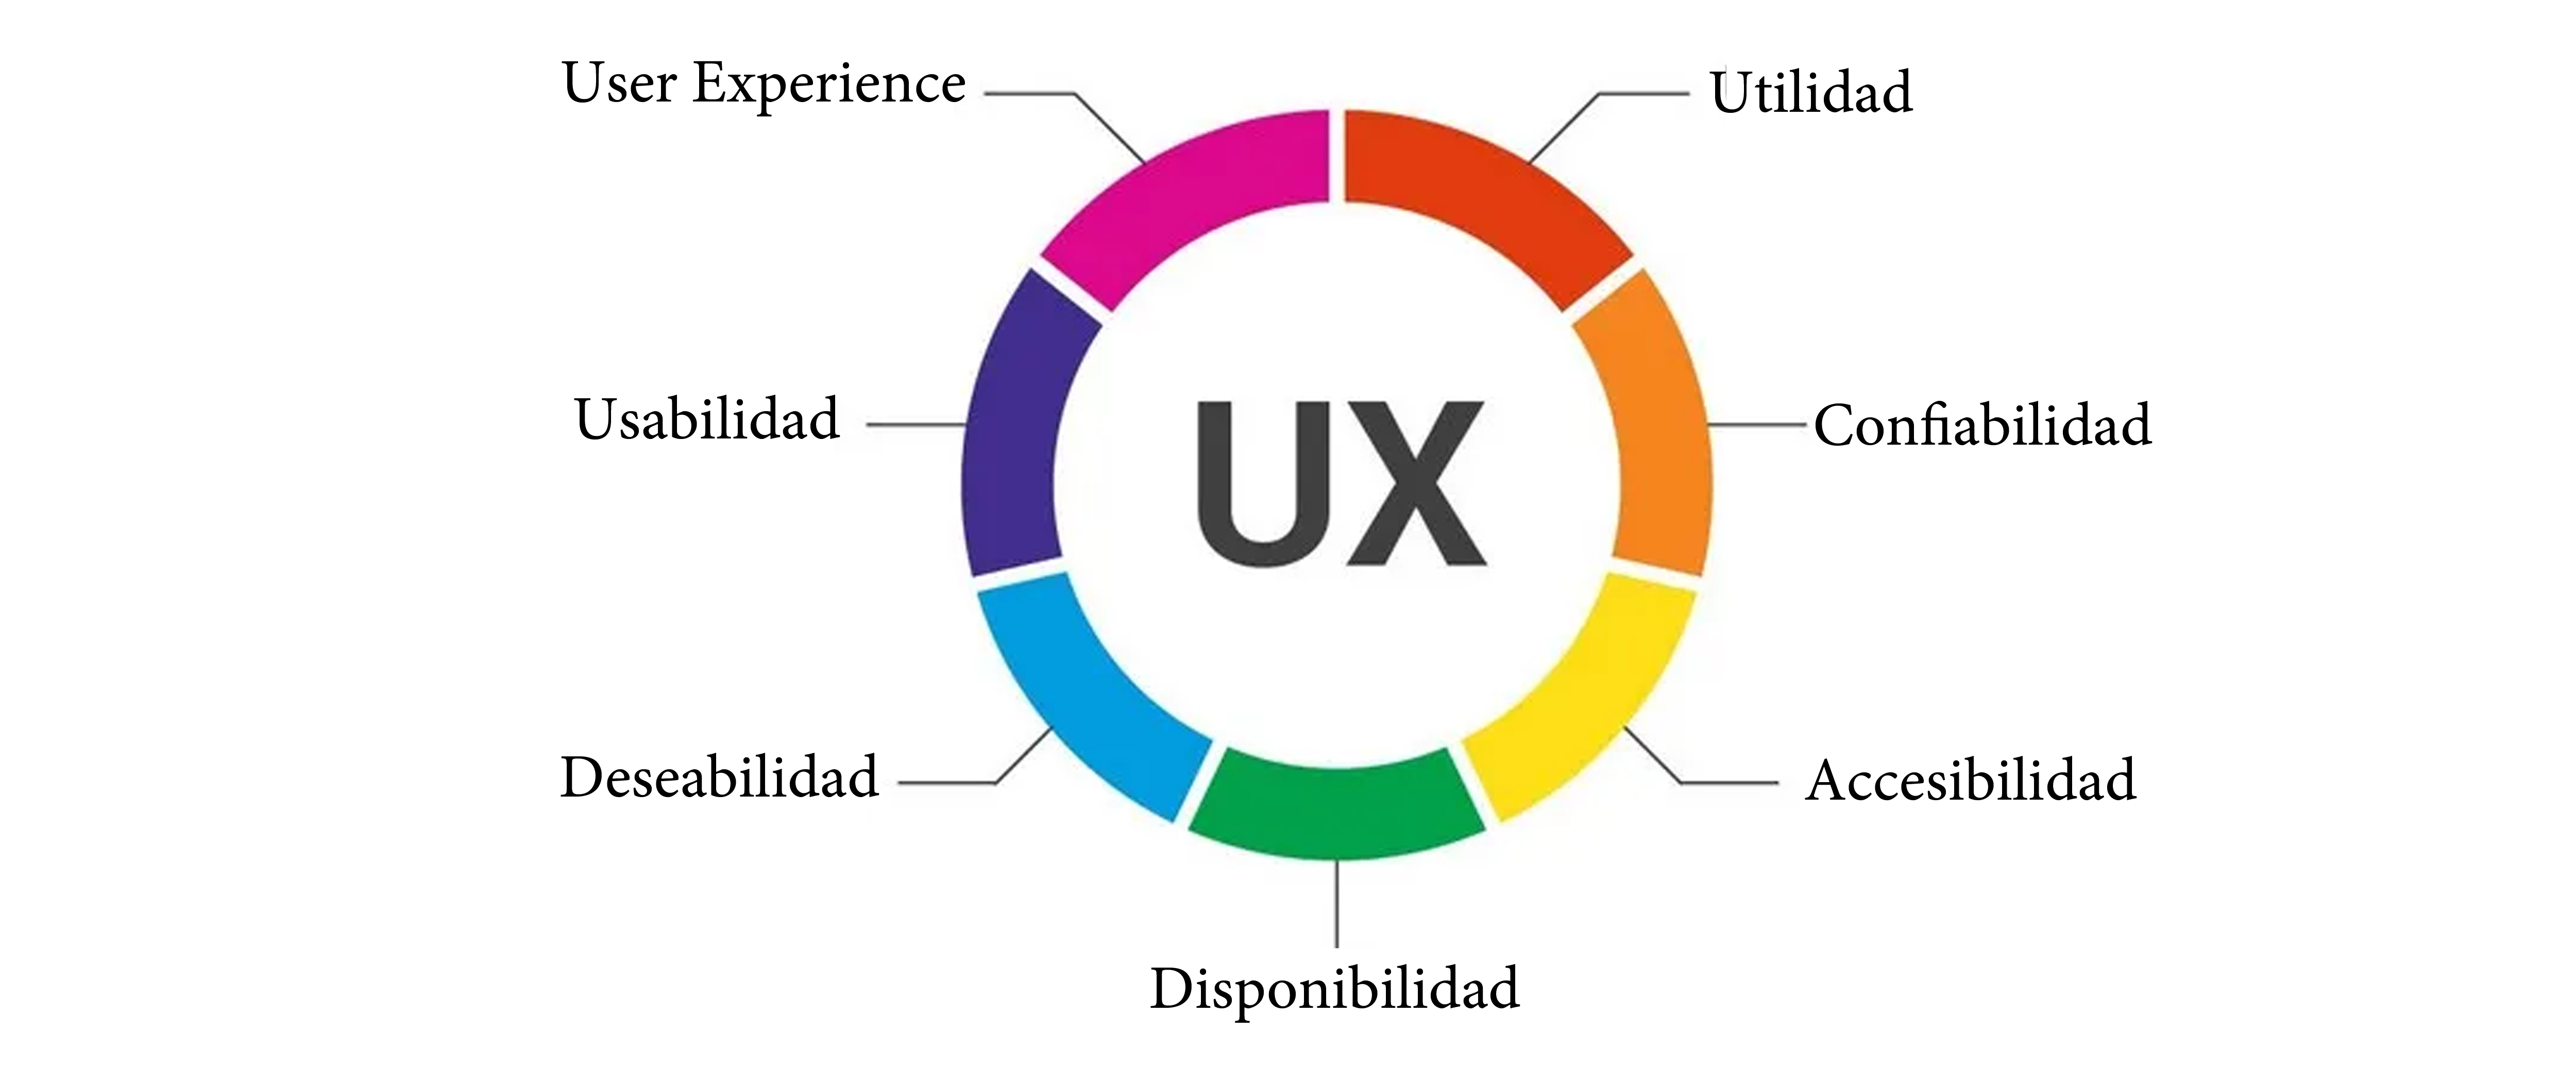 User Experience
Utilidad
Usabilidad
UX
Confiabilidad
Deseabilidad
Accesibilidad
Disponibilidad